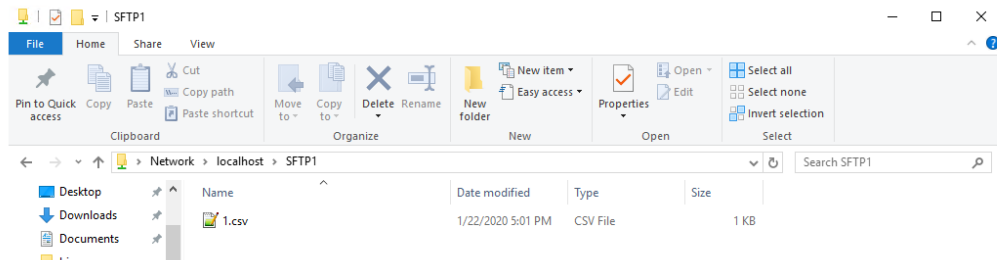 SFTP1
File Home Share View
Pin to Quick access
Copy
Paste
Cut
Copy path
Paste shortcut
Move to
Copy to
Delete
Rename
New folder
New item
Easy access
Properties
Open
Edit
Select all
Select none
Invert selection
Clipboard Organize New Open Select
Network > localhost > SFTP1 Search SFTP1
Desktop
Downloads
Documents
Name Date modified Type Size
1.csv 1/22/2020 5:01 PM CSV File 1 KB